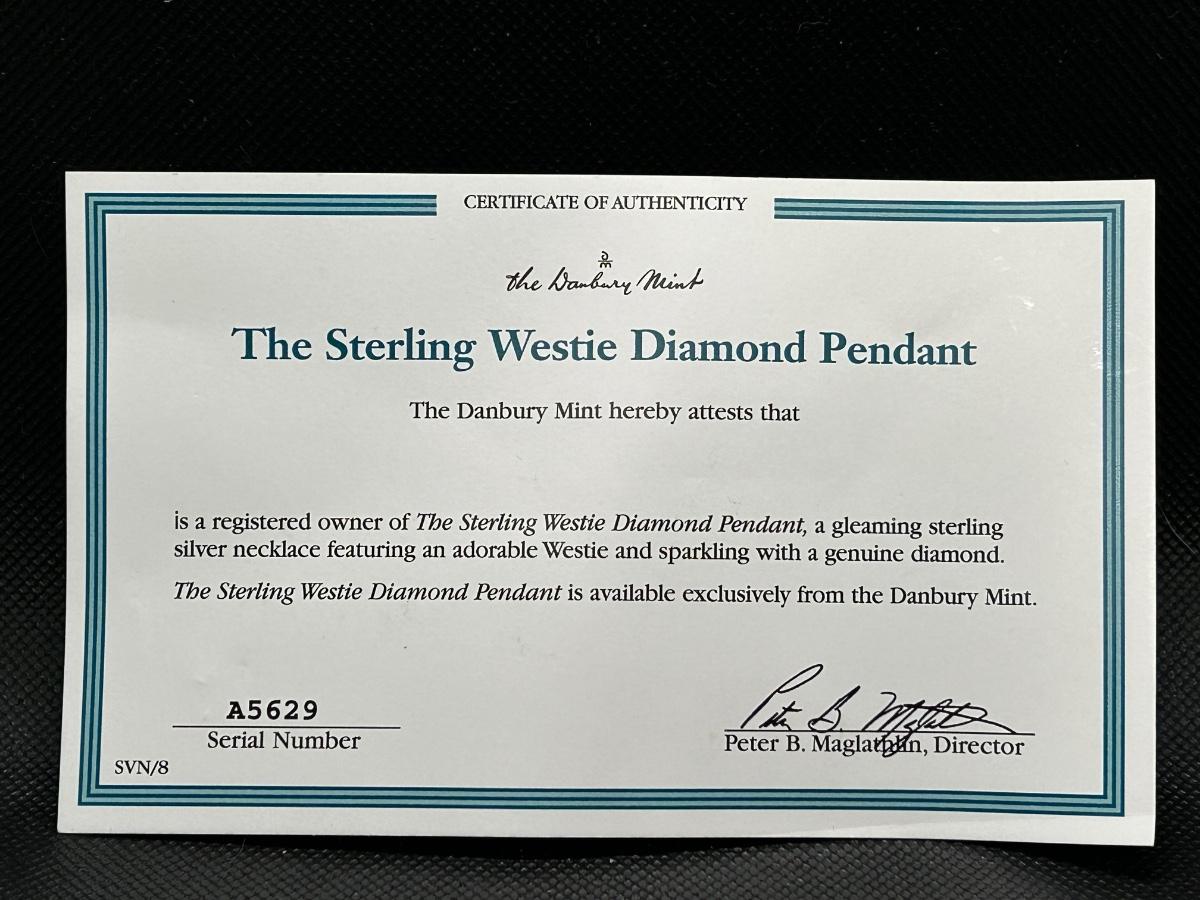 CERTIFICATE OF AUTHENTICITY
DM
the Danbury Mint
The Sterling Westie Diamond Pendant
The Danbury Mint hereby attests that
is a registered owner of The Sterling Westie Diamond Pendant, a gleaming sterling
silver necklace featuring an adorable Westie and sparkling with a genuine diamond.
The Sterling Westie Diamond Pendant is available exclusively from the Danbury Mint.
A5629
Serial Number
Peter B. Maglathlin
Peter B. Maglathlin, Director
SVN/8